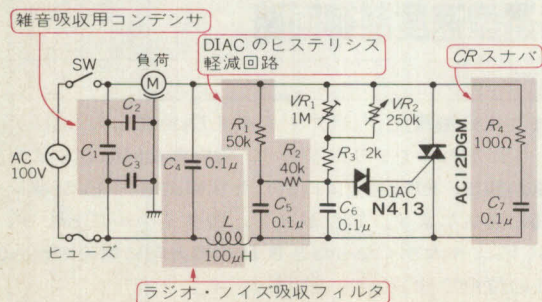 雑音吸収用コンデンサ
SW
負荷
M
DIACのヒステリシス
軽減回路
CRスナバ
AC
100V
C₁
C₂
C₃
C₄
0.1μ
R₁
50k
R₂
40k
C₅
0.1μ
VR₁
1M
VR₂
250k
R₃ 2k
DIAC
N413
C₆
0.1μ
AC12DGM
R₄
100Ω
C₇
0.1μ
L
100μH
ヒューズ
ラジオ・ノイズ吸収フィルタ